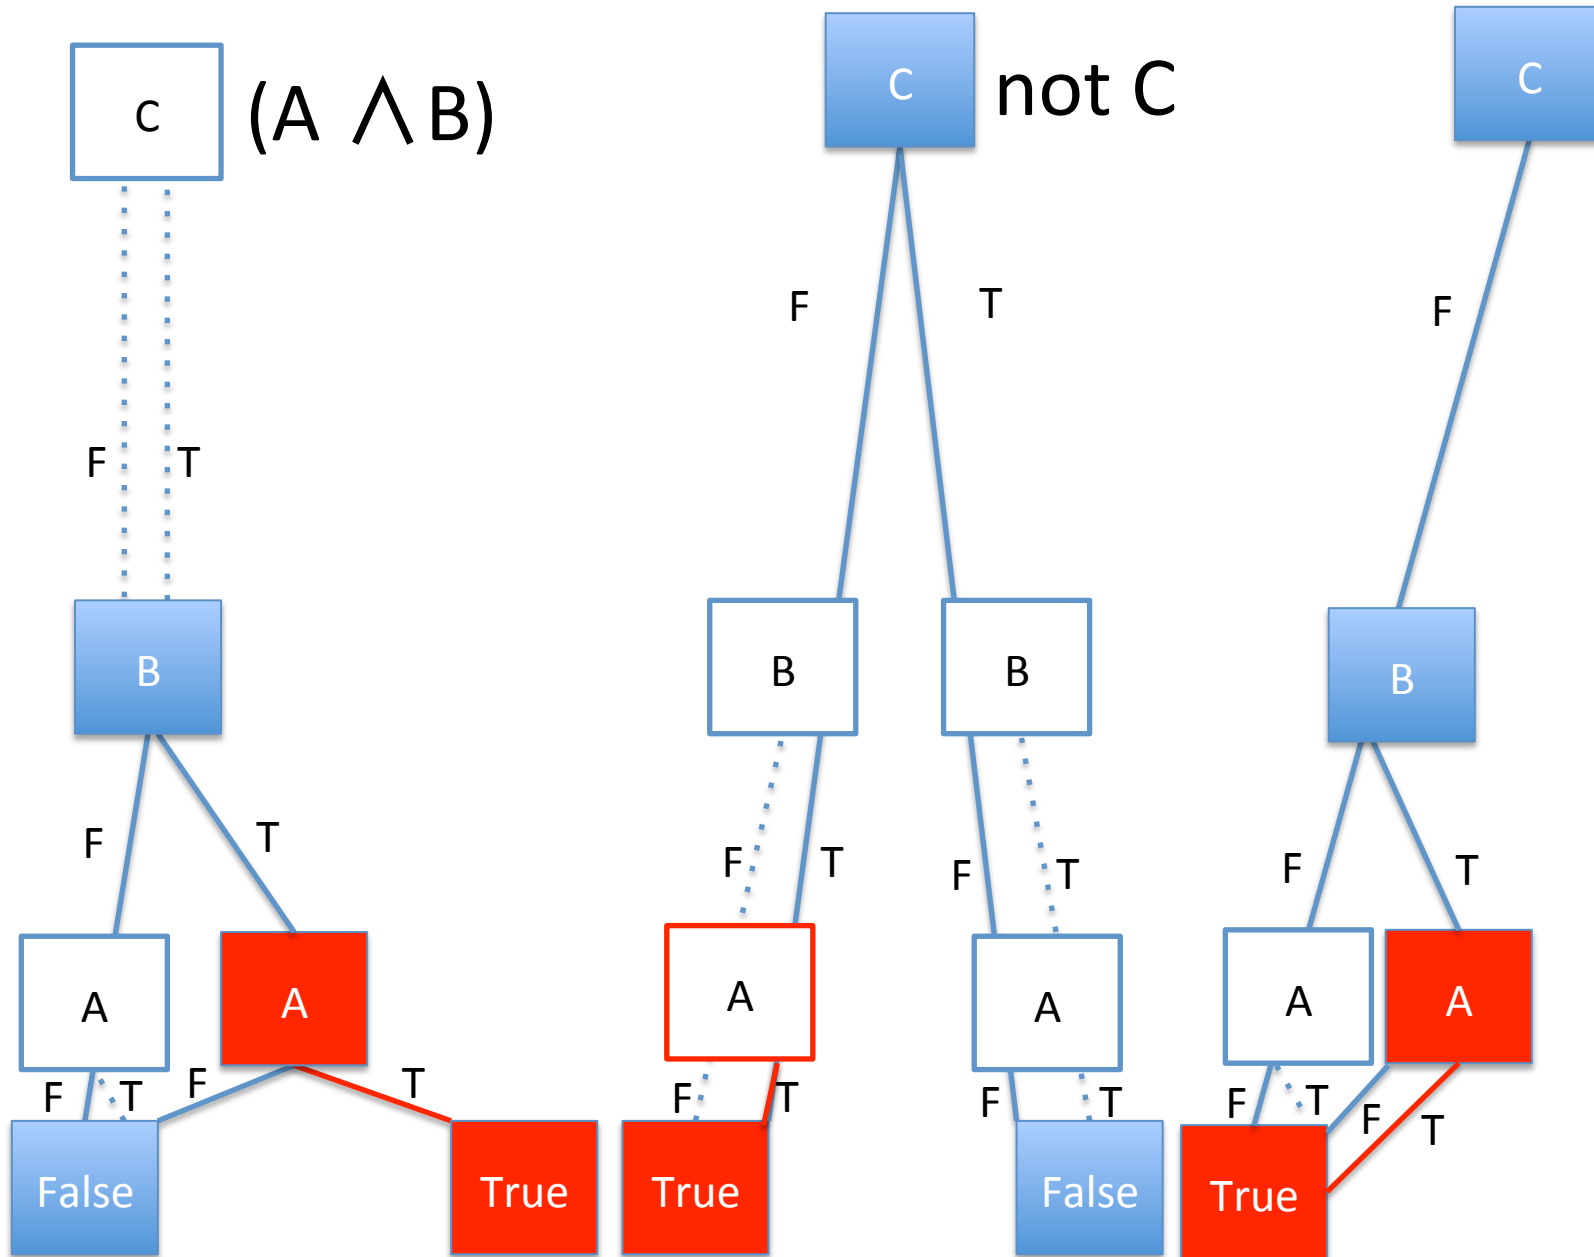 C (A ∧ B)
C not C
C
F T
F T
F
B
B B
B
F T
F T
F T
F T
A A
A
A
A A
F T F T
F T
F T
F T F T
False True
True False
True